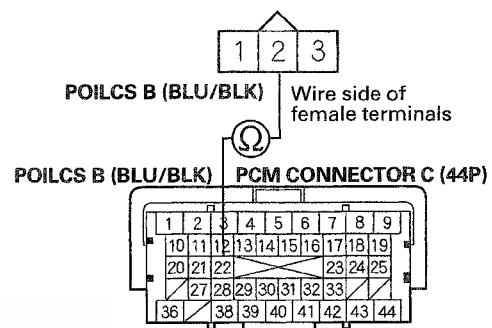 1 2 3
POILCS B (BLU/BLK)
Wire side of
female terminals
Ω
POILCS B (BLU/BLK) PCM CONNECTOR C (44P)
1 2 3 4 5 6 7 8 9
10 11 12 13 14 15 16 17 18 19
20 21 22 23 24 25
27 28 29 30 31 32 33
36 38 39 40 41 42 43 44